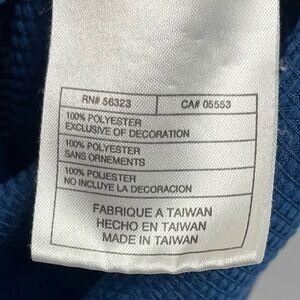 RN# 56323 CA# 05553
100% POLYESTER
EXCLUSIVE OF DECORATION
100% POLYESTER
SANS ORNEMENTS
100% POLIESTER
NO INCLUYE LA DECORACION
FABRIQUE A TAIWAN
HECHO EN TAIWAN
MADE IN TAIWAN